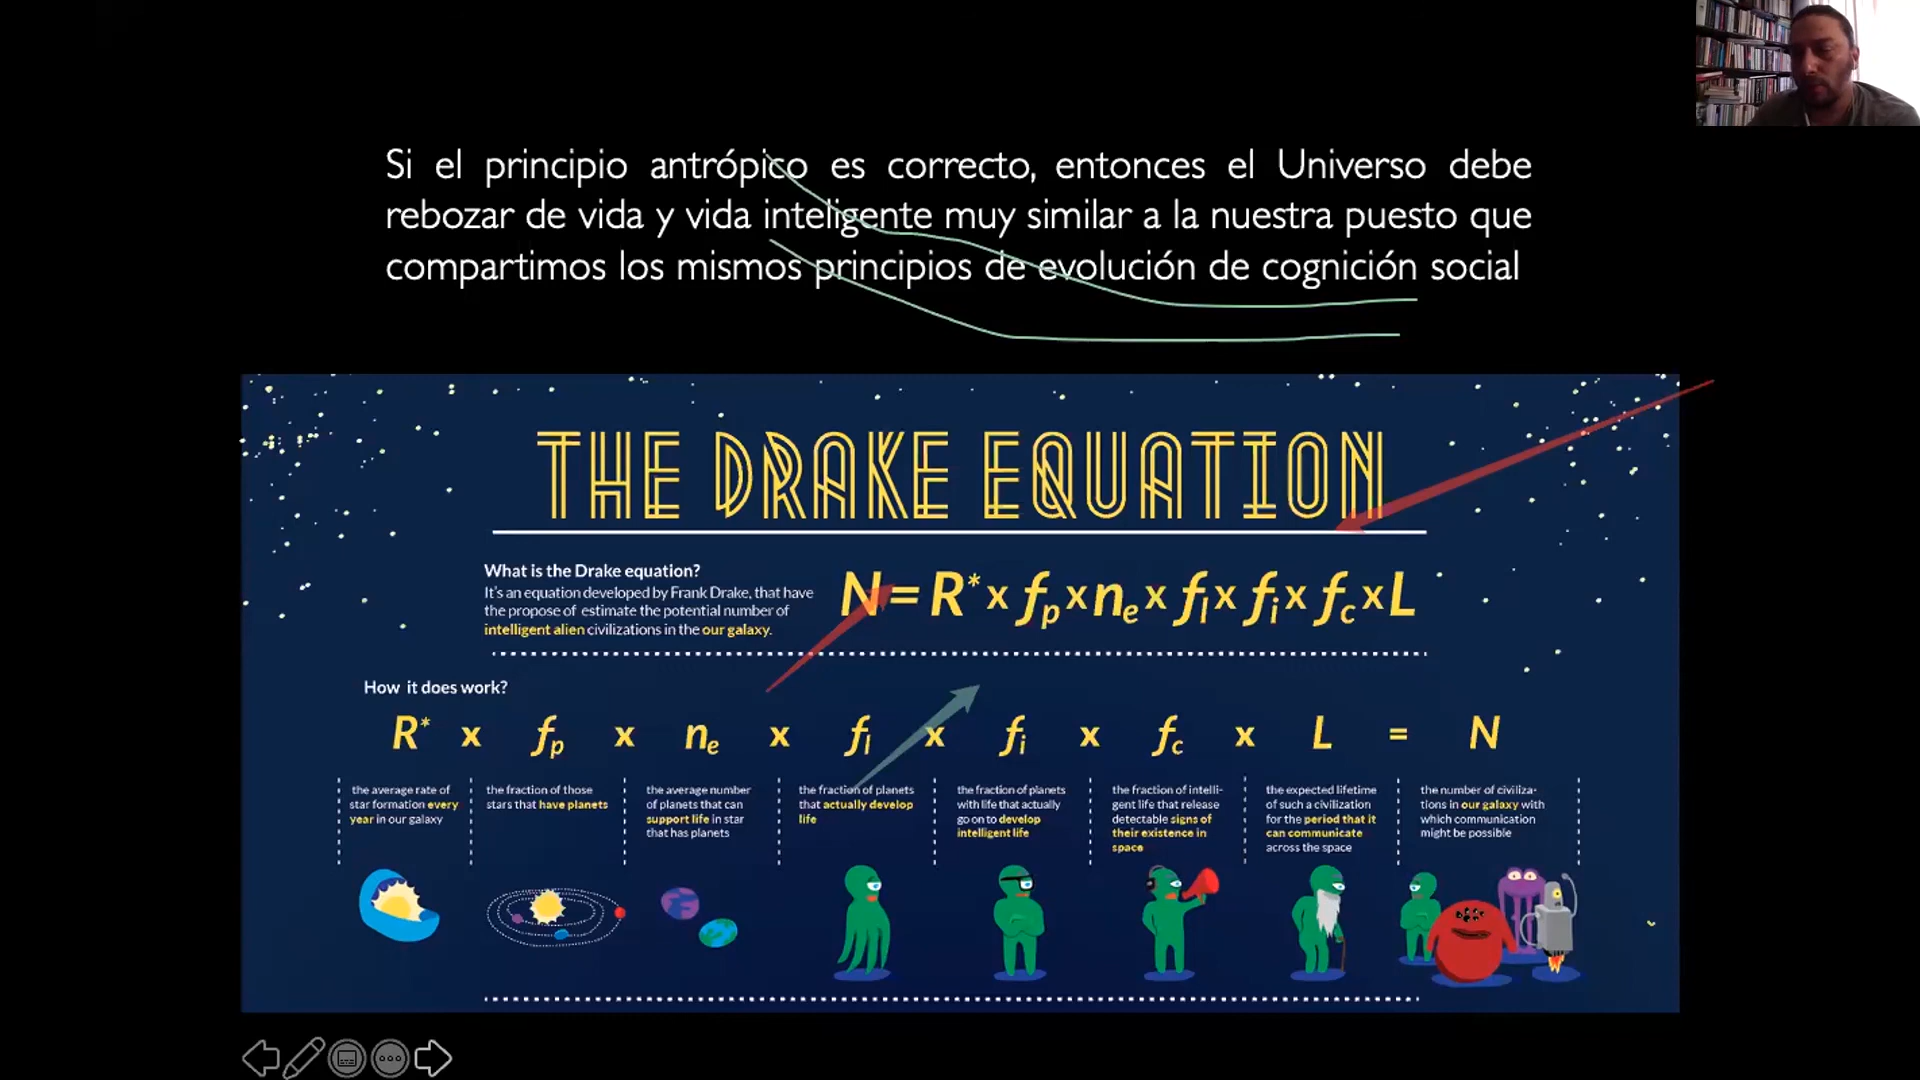 Si el principio antrópico es correcto, entonces el Universo debe
rebozar de vida y vida inteligente muy similar a la nuestra puesto que
compartimos los mismos principios de evolución de cognición social
THE DRAKE EQUATION
What is the Drake equation?
It's an equation developed by Frank Drake, that have
the propose of estimate the potential number of
intelligent alien civilizations in the our galaxy.
N = R* x fp x ne x fl x fi x fc x L
How it does work?
R* x fp x ne x fl x fi x fc x L = N
the average rate of
star formation every
year in our galaxy
the fraction of those
stars that have planets
the average number
of planets that can
support life in star
that has planets
the fraction of planets
that actually develop
life
the fraction of planets
with life that actually
go on to develop
intelligent life
the fraction of intelli-
gent life that release
detectable signs of
their existence in
space
the expected lifetime
of such a civilization
for the period that it
can communicate
across the space
the number of civiliza-
tions in our galaxy with
which communication
might be possible